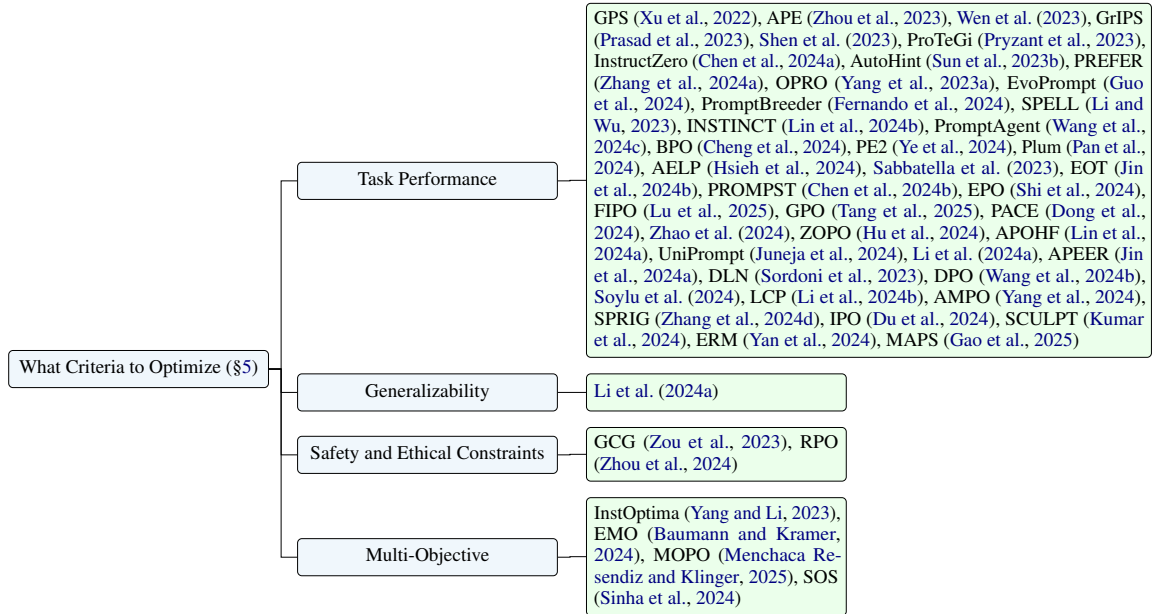 GPS (Xu et al., 2022), APE (Zhou et al., 2023), Wen et al. (2023), GrIPS
(Prasad et al., 2023), Shen et al. (2023), ProTeGi (Pryzant et al., 2023),
InstructZero (Chen et al., 2024a), AutoHint (Sun et al., 2023b), PREFER
(Zhang et al., 2024a), OPRO (Yang et al., 2023a), EvoPrompt (Guo
et al., 2024), PromptBreeder (Fernando et al., 2024), SPELL (Li and
Wu, 2023), INSTINCT (Lin et al., 2024b), PromptAgent (Wang et al.,
2024c), BPO (Cheng et al., 2024), PE2 (Ye et al., 2024), Plum (Pan et al.,
2024), AELP (Hsieh et al., 2024), Sabbatella et al. (2023), EOT (Jin
et al., 2024b), PROMPST (Chen et al., 2024b), EPO (Shi et al., 2024),
FIPO (Lu et al., 2025), GPO (Tang et al., 2025), PACE (Dong et al.,
2024), Zhao et al. (2024), ZOPO (Hu et al., 2024), APOHF (Lin et al.,
2024a), UniPrompt (Juneja et al., 2024), Li et al. (2024a), APEER (Jin
et al., 2024a), DLN (Sordoni et al., 2023), DPO (Wang et al., 2024b),
Soylu et al. (2024), LCP (Li et al., 2024b), AMPO (Yang et al., 2024),
SPRIG (Zhang et al., 2024d), IPO (Du et al., 2024), SCULPT (Kumar
et al., 2024), ERM (Yan et al., 2024), MAPS (Gao et al., 2025)
Task Performance
What Criteria to Optimize (§5)
Generalizability
Li et al. (2024a)
Safety and Ethical Constraints
GCG (Zou et al., 2023), RPO
(Zhou et al., 2024)
Multi-Objective
InstOptima (Yang and Li, 2023),
EMO (Baumann and Kramer,
2024), MOPO (Menchaca Re-
sendiz and Klinger, 2025), SOS
(Sinha et al., 2024)